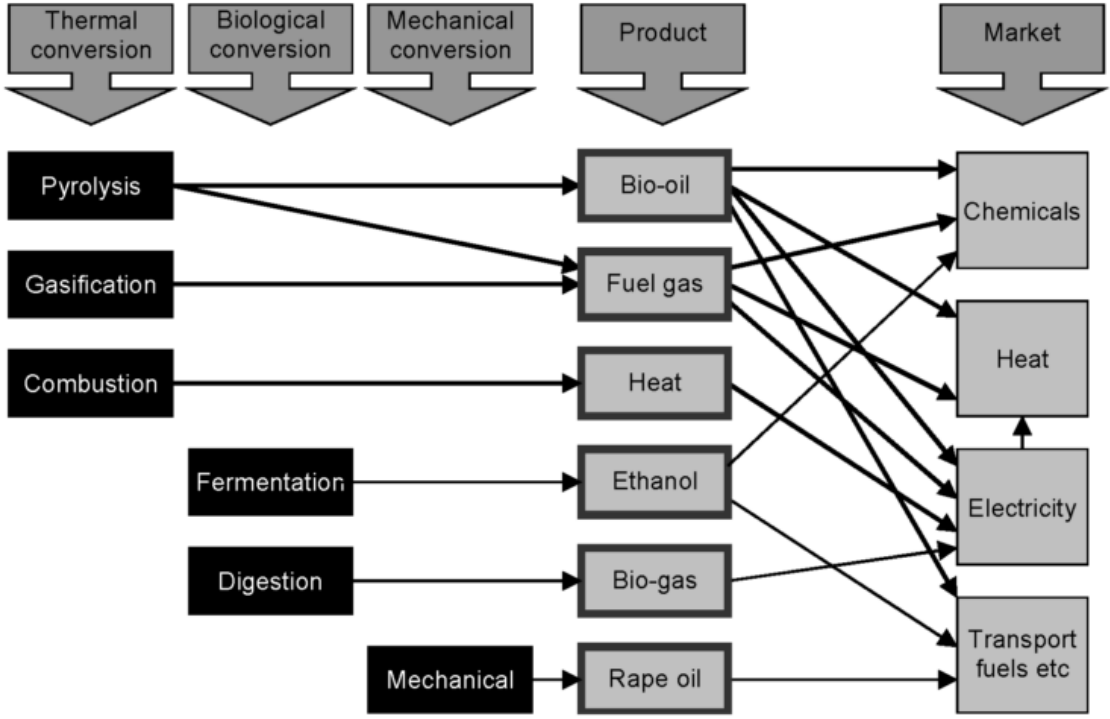 Thermal
conversion
Biological
conversion
Mechanical
conversion
Product
Market
Pyrolysis
Bio-oil
Chemicals
Gasification
Fuel gas
Combustion
Heat
Heat
Fermentation
Ethanol
Electricity
Digestion
Bio-gas
Mechanical
Rape oil
Transport
fuels etc